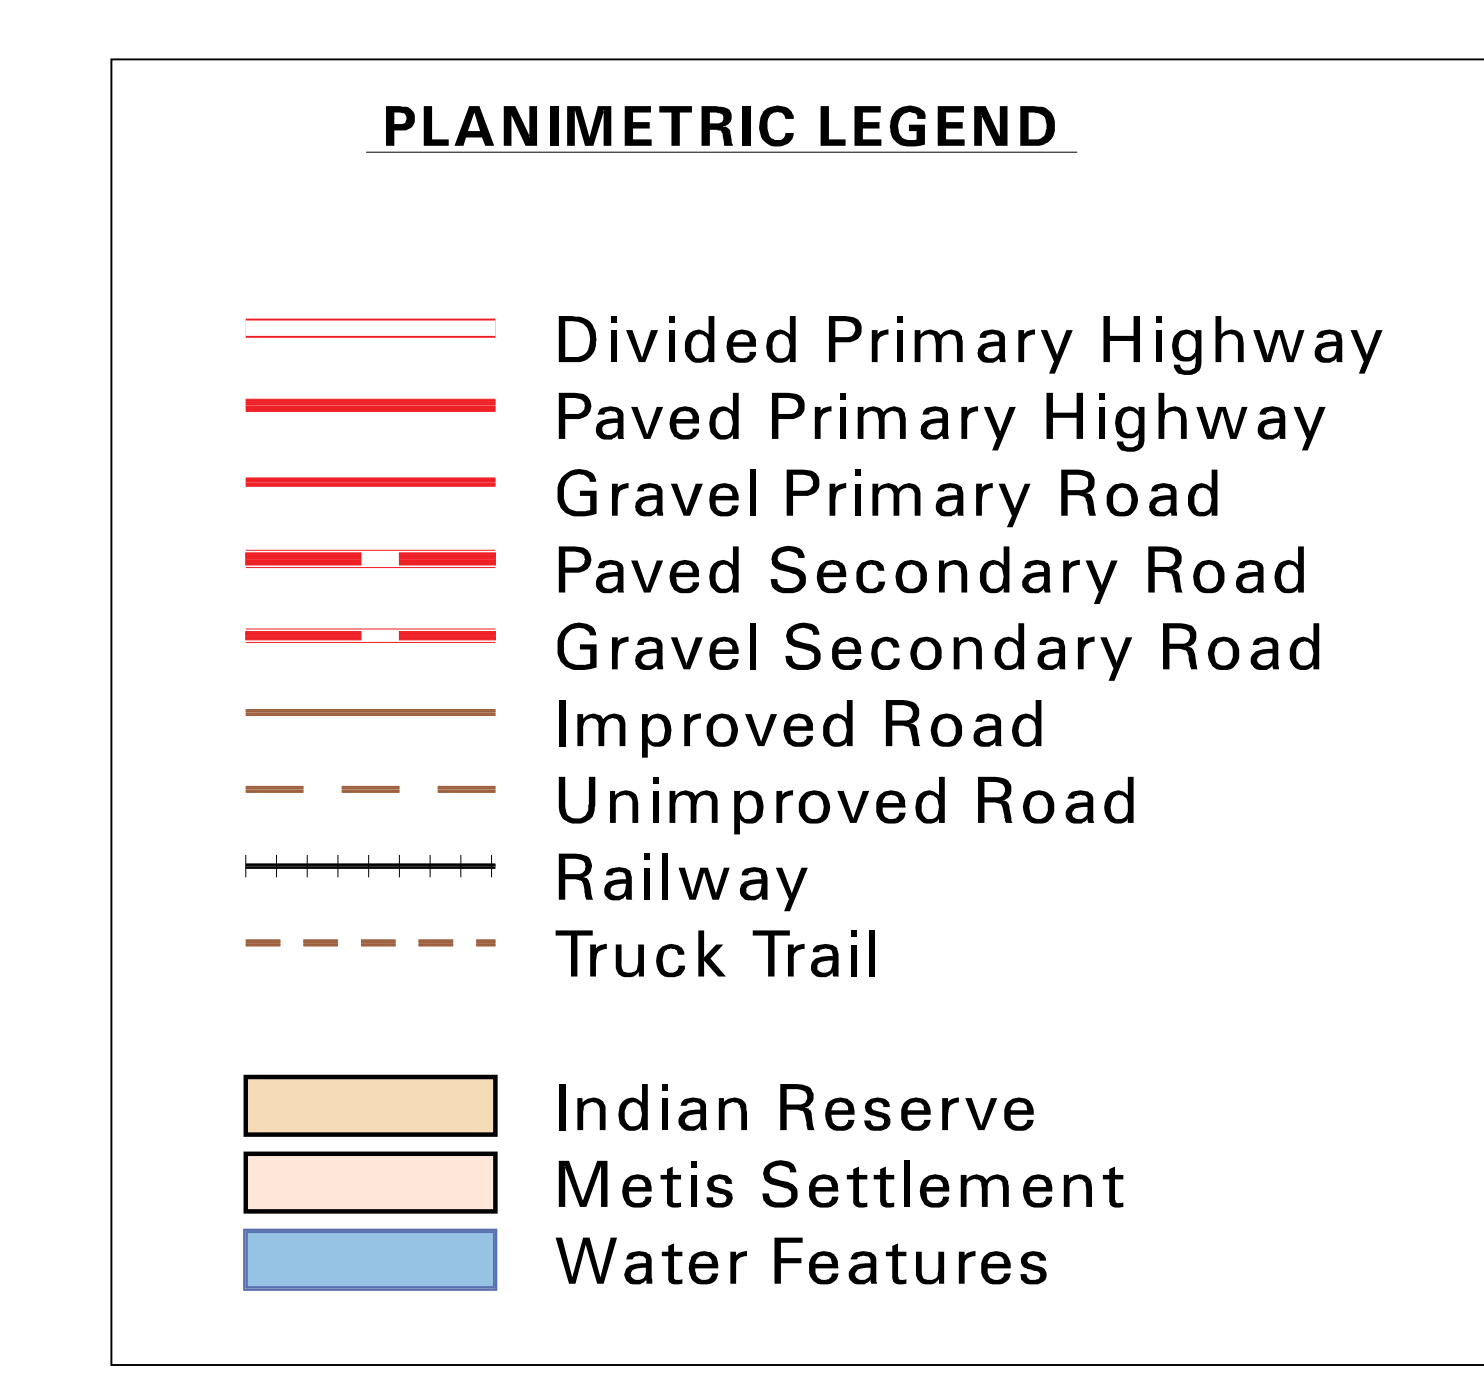 PLANIMETRIC LEGEND
Divided Primary Highway
Paved Primary Highway
Gravel Primary Road
Paved Secondary Road
Gravel Secondary Road
Improved Road
Unimproved Road
Railway
Truck Trail
Indian Reserve
Metis Settlement
Water Features